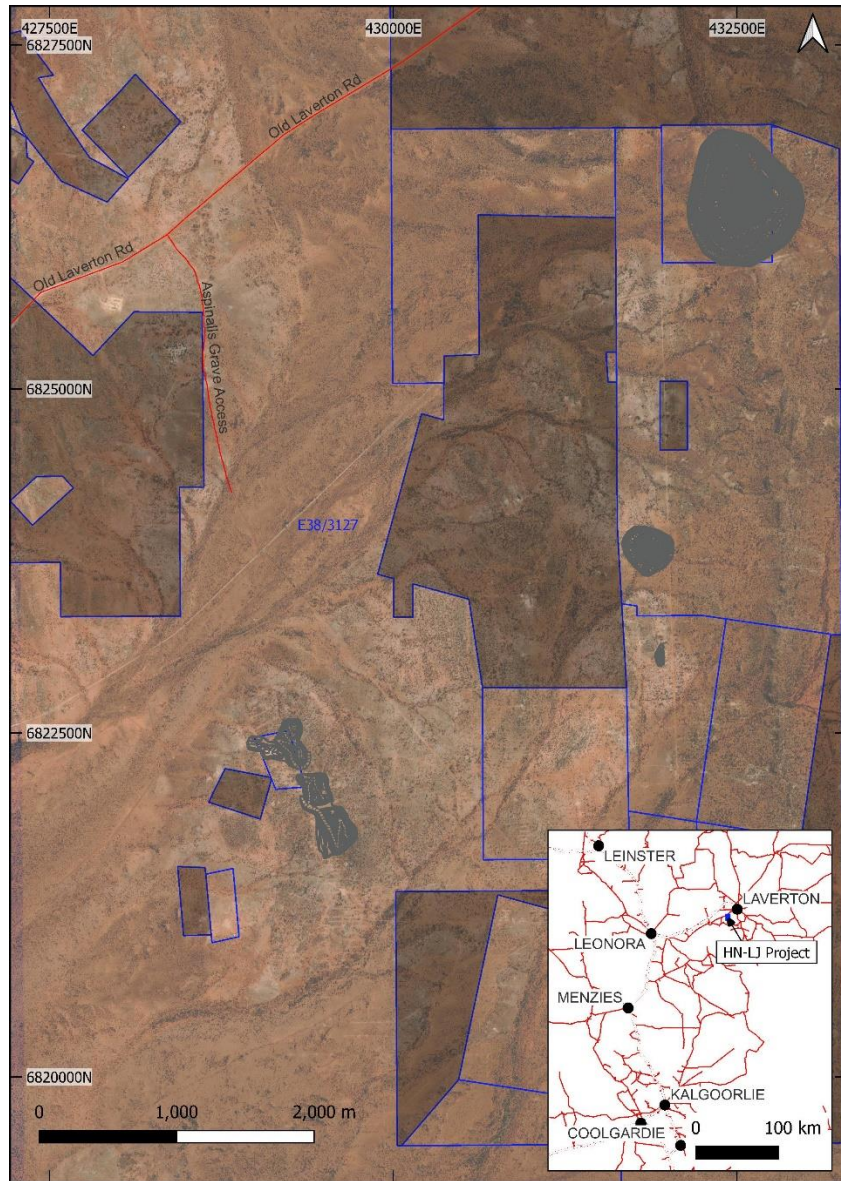 427500E
430000E
432500E
6827500N
Old Laverton Rd
Old Laverton Rd
Aspinalls Grave Access
6825000N
E38/3127
6822500N
LEINSTER
LAVERTON
LEONORA
HN-LJ Project
MENZIES
6820000N
KALGOORLIE
COOLGARDIE
0
1,000
2,000 m
0
100 km